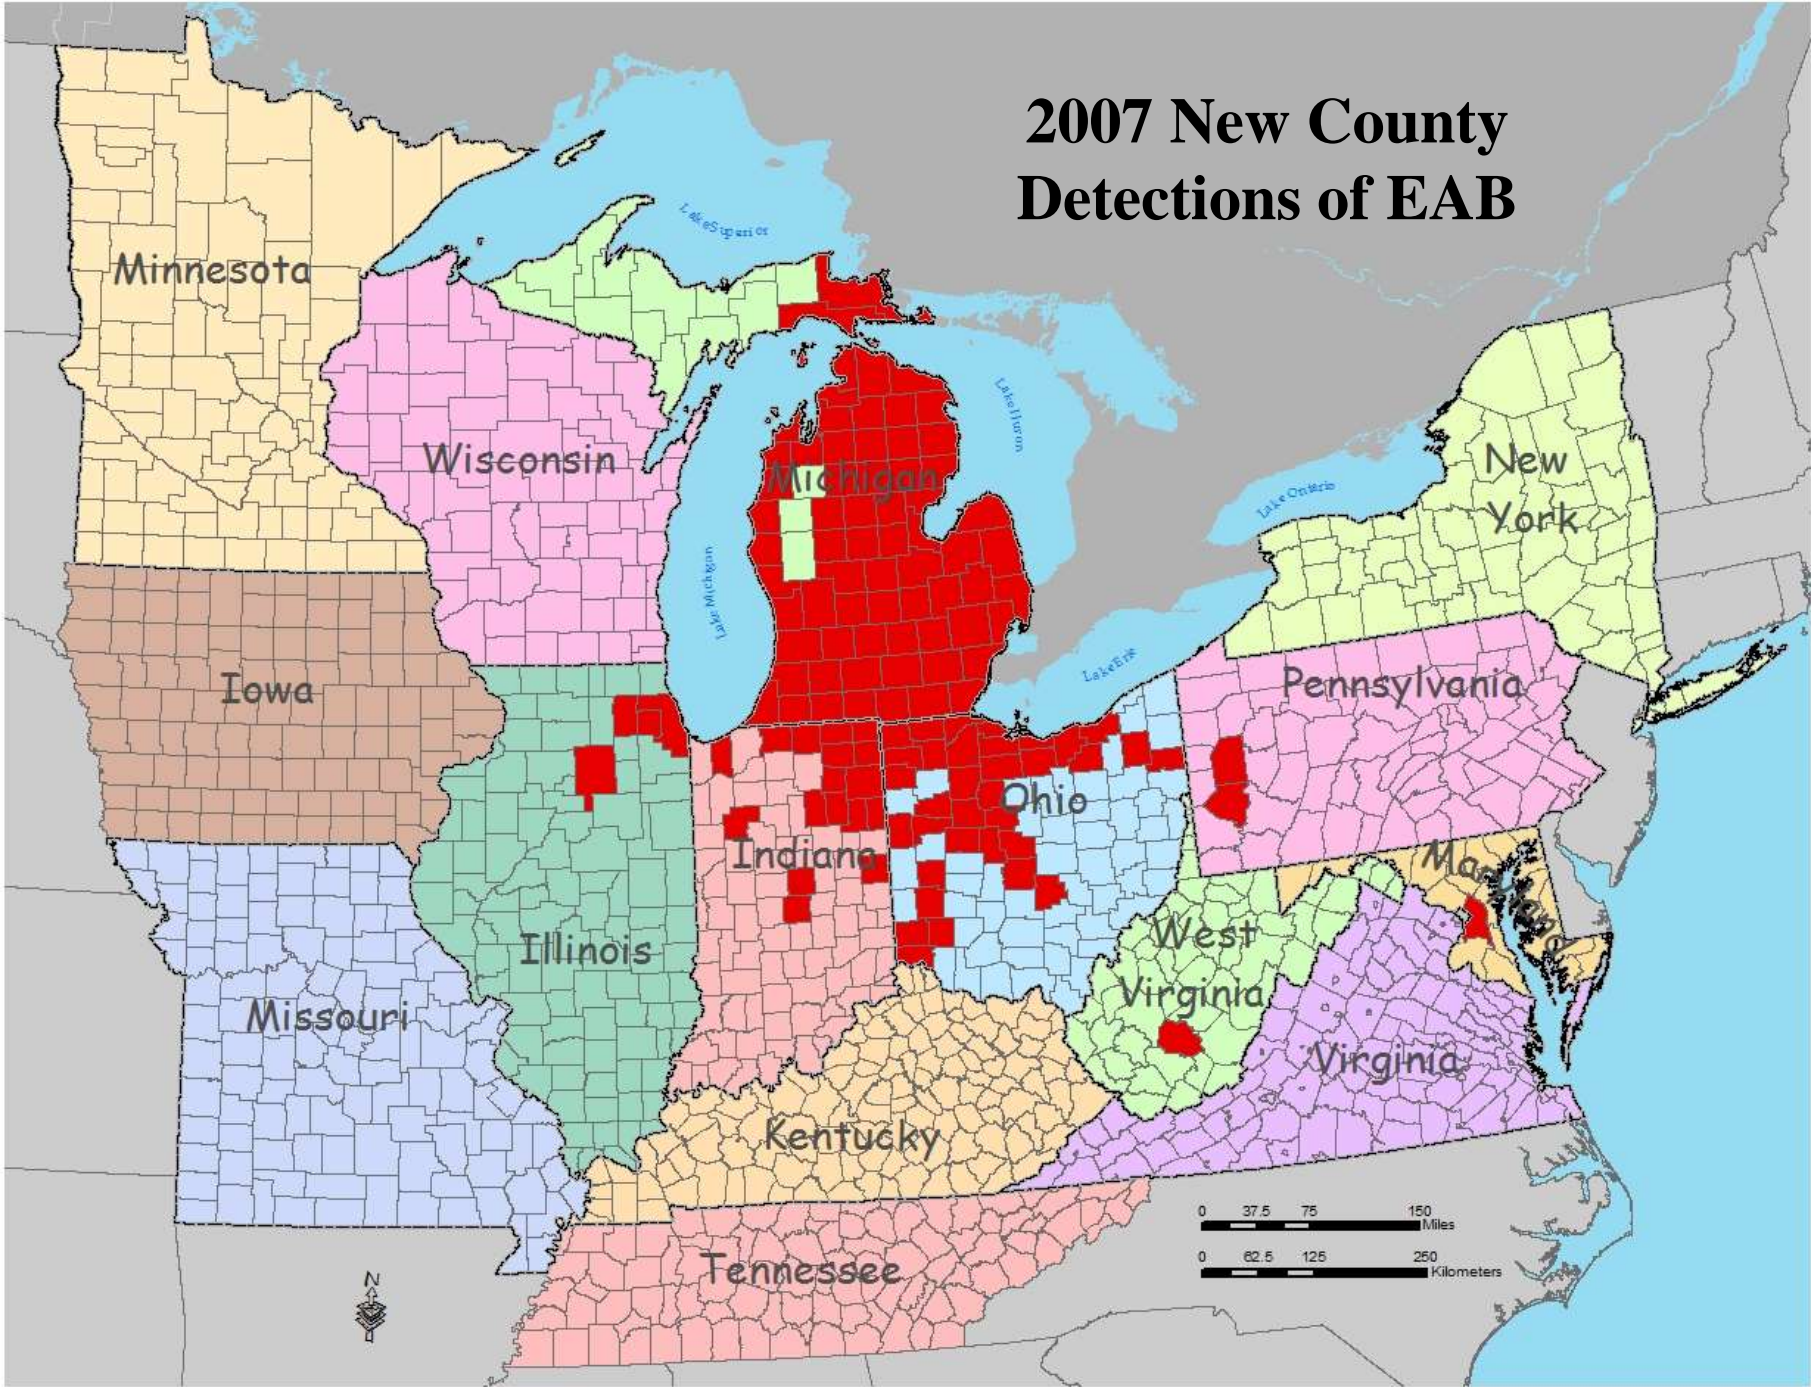 2007 New County
Detections of EAB
Minnesota
Lake Superior
Wisconsin
Michigan
Lake Huron
Lake Michigan
Lake Ontario
New
York
Lake Erie
Iowa
Pennsylvania
Ohio
Indiana
Maryland
Illinois
West
Virginia
Missouri
Virginia
Kentucky
Tennessee
0 37.5 75 150
Miles
0 62.5 125 250
Kilometers
N